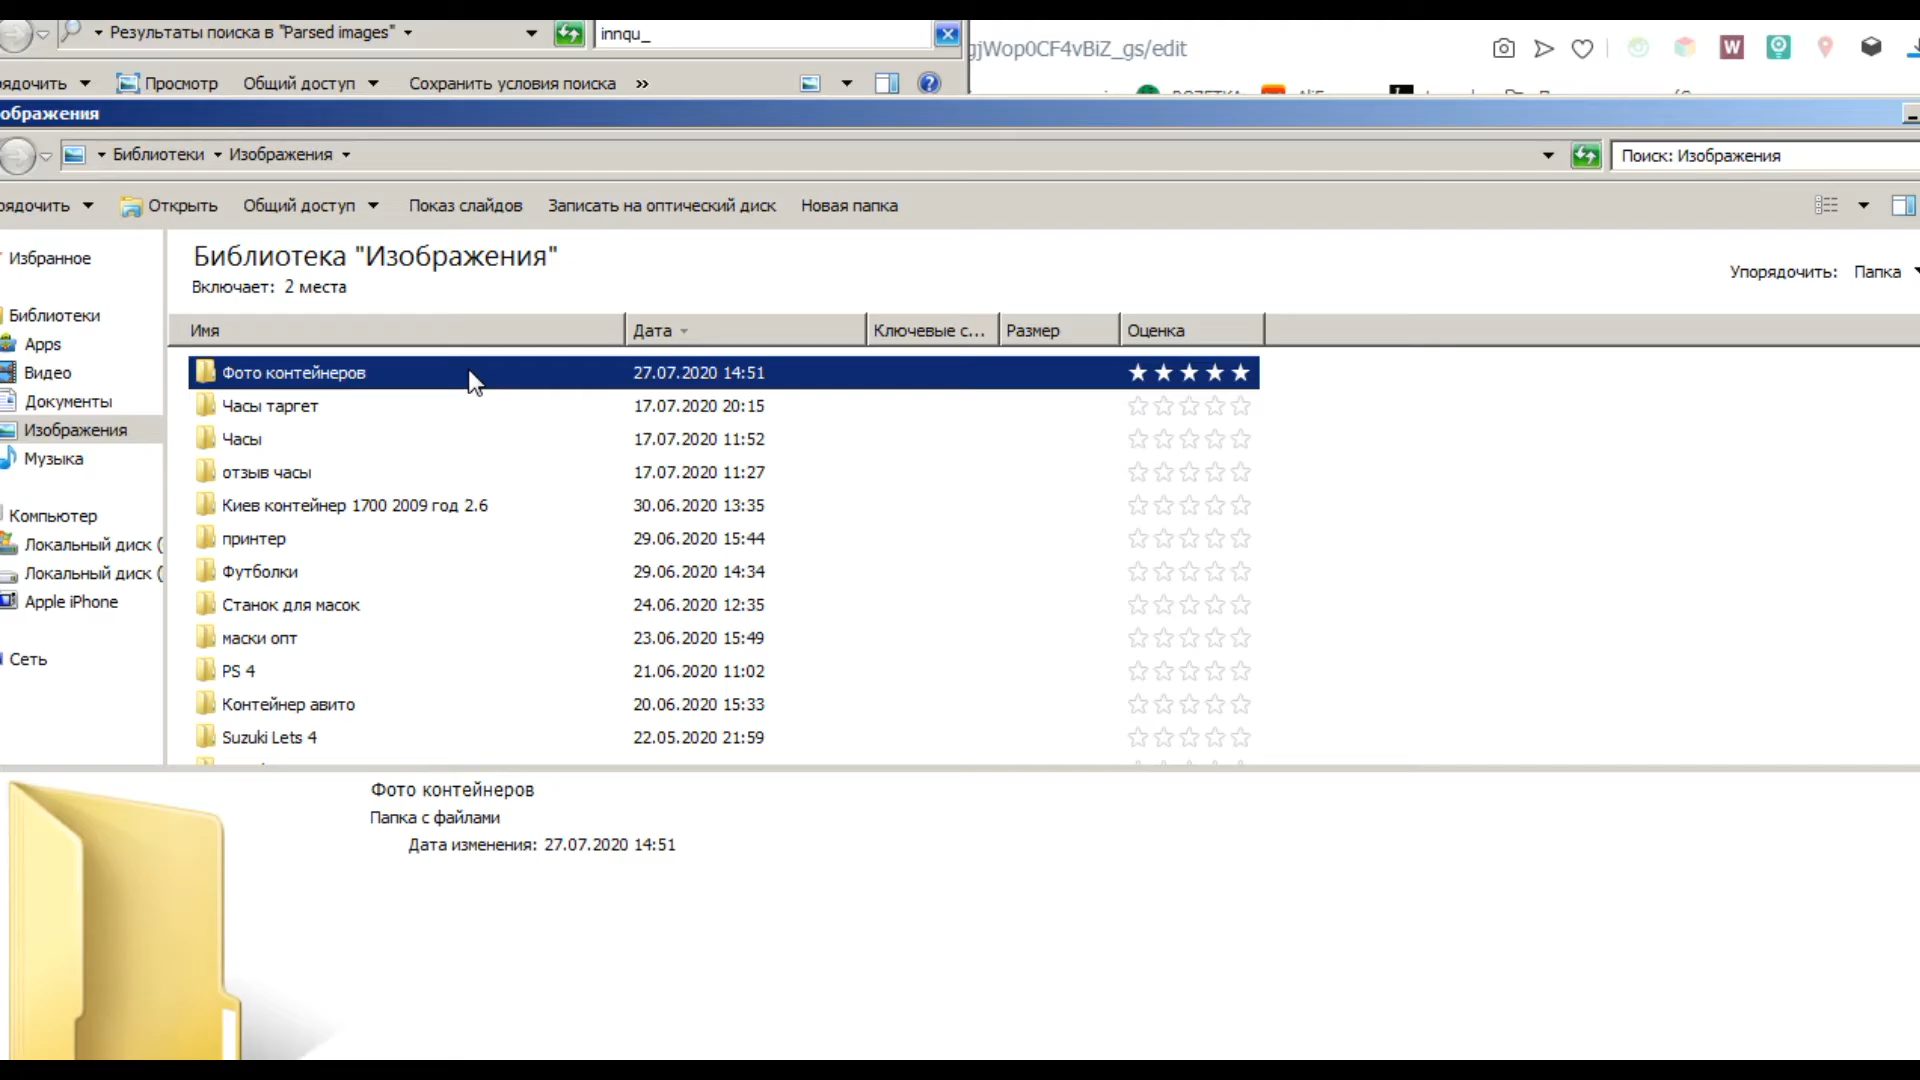 Результаты поиска в "Parsed images"
innqu_
gjWop0CF4vBiZ_gs/edit
W
рядочить
Просмотр
Общий доступ
Сохранить условия поиска
»
ображения
Библиотеки
Изображения
Поиск: Изображения
рядочить
Открыть
Общий доступ
Показ слайдов
Записать на оптический диск
Новая папка
Избранное
Библиотеки
Apps
Видео
Документы
Изображения
Музыка
Компьютер
Локальный диск (
Локальный диск (
Apple iPhone
Сеть
Библиотека "Изображения"
Включает: 2 места
Упорядочить: Папка
Имя Дата Ключевые с... Размер Оценка
Фото контейнеров 27.07.2020 14:51
Часы таргет 17.07.2020 20:15
Часы 17.07.2020 11:52
отзыв часы 17.07.2020 11:27
Киев контейнер 1700 2009 год 2.6 30.06.2020 13:35
принтер 29.06.2020 15:44
Футболки 29.06.2020 14:34
Станок для масок 24.06.2020 12:35
маски опт 23.06.2020 15:49
PS 4 21.06.2020 11:02
Контейнер авито 20.06.2020 15:33
Suzuki Lets 4 22.05.2020 21:59
Фото контейнеров
Папка с файлами
Дата изменения: 27.07.2020 14:51